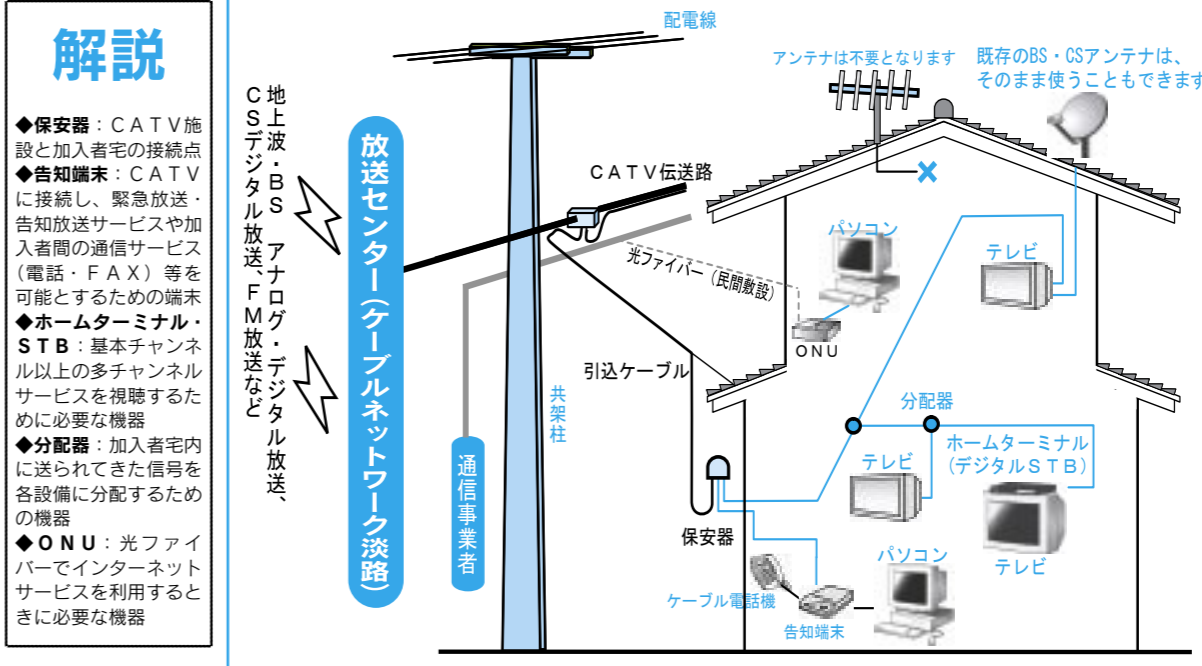 解説
◆保安器：ＣＡＴＶ施
設と加入者宅の接続点
◆告知端末：ＣＡＴＶ
に接続し、緊急放送・
告知放送サービスや加
入者間の通信サービス
（電話・ＦＡＸ）等を
可能とするための端末
◆ホームターミナル・
ＳＴＢ：基本チャンネ
ル以上の多チャンネル
サービスを視聴するた
めに必要な機器
◆分配器：加入者宅内
に送られてきた信号を
各設備に分配するため
の機器
◆ＯＮＵ：光ファイ
バーでインターネット
サービスを利用すると
きに必要な機器
地上波・ＢＳ　アナログ・デジタル放送、
ＣＳデジタル放送、ＦＭ放送など
放送センター（ケーブルネットワーク淡路）
配電線
ＣＡＴＶ伝送路
通信事業者
共架柱
光ファイバー（民間敷設）
引込ケーブル
アンテナは不要となります
既存のBS・CSアンテナは、
そのまま使うこともできます
パソコン
ＯＮＵ
テレビ
分配器
テレビ
ホームターミナル
（デジタルＳＴＢ）
テレビ
保安器
ケーブル電話機
告知端末
パソコン